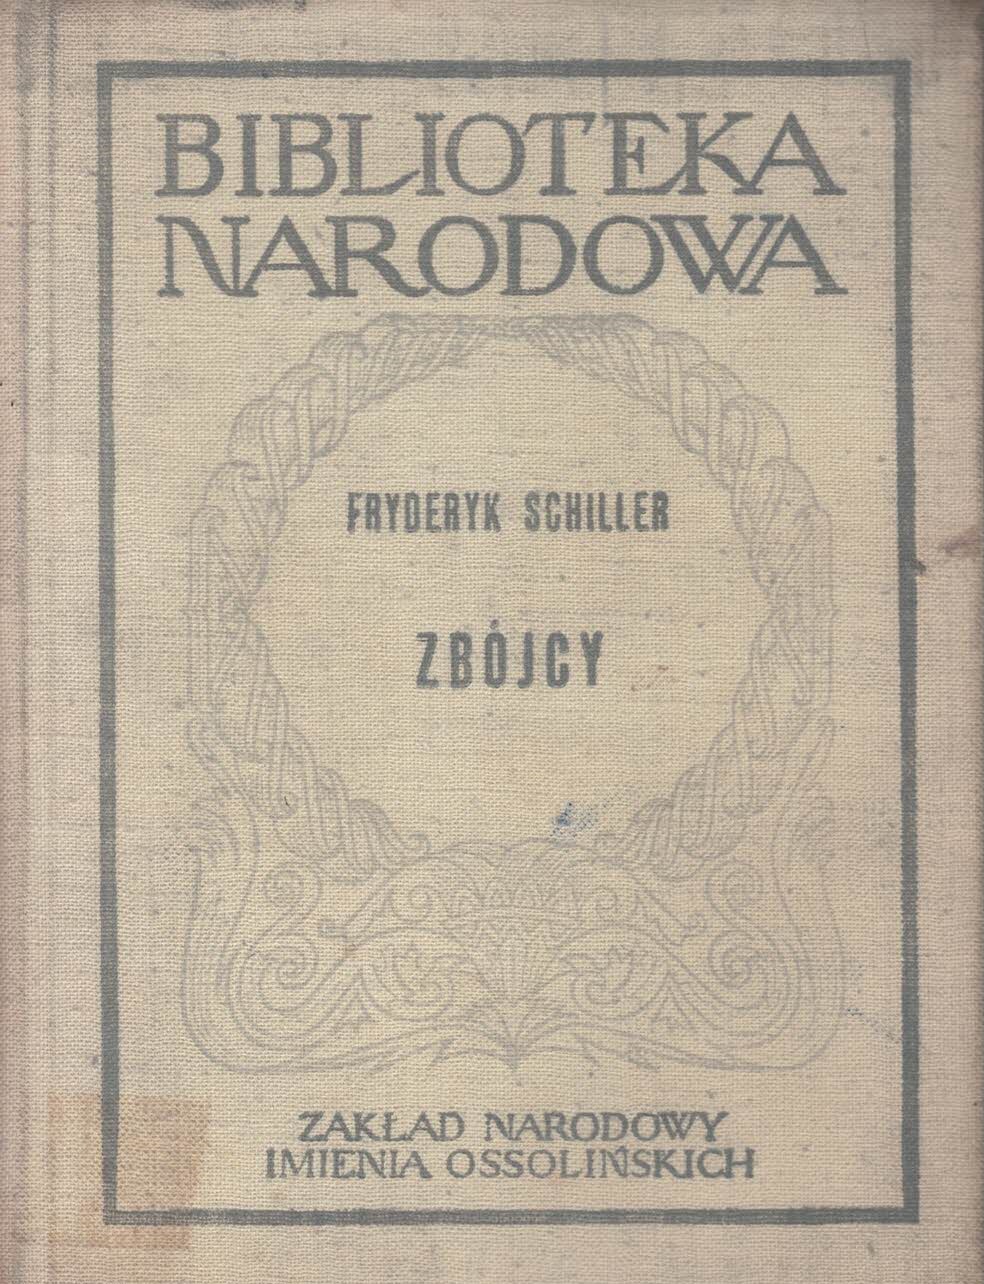 BIBLIOTEKA
NARODOWA
FRYDERYK SCHILLER
ZBÓJCY
ZAKŁAD NARODOWY
IMIENIA OSSOLIŃSKICH